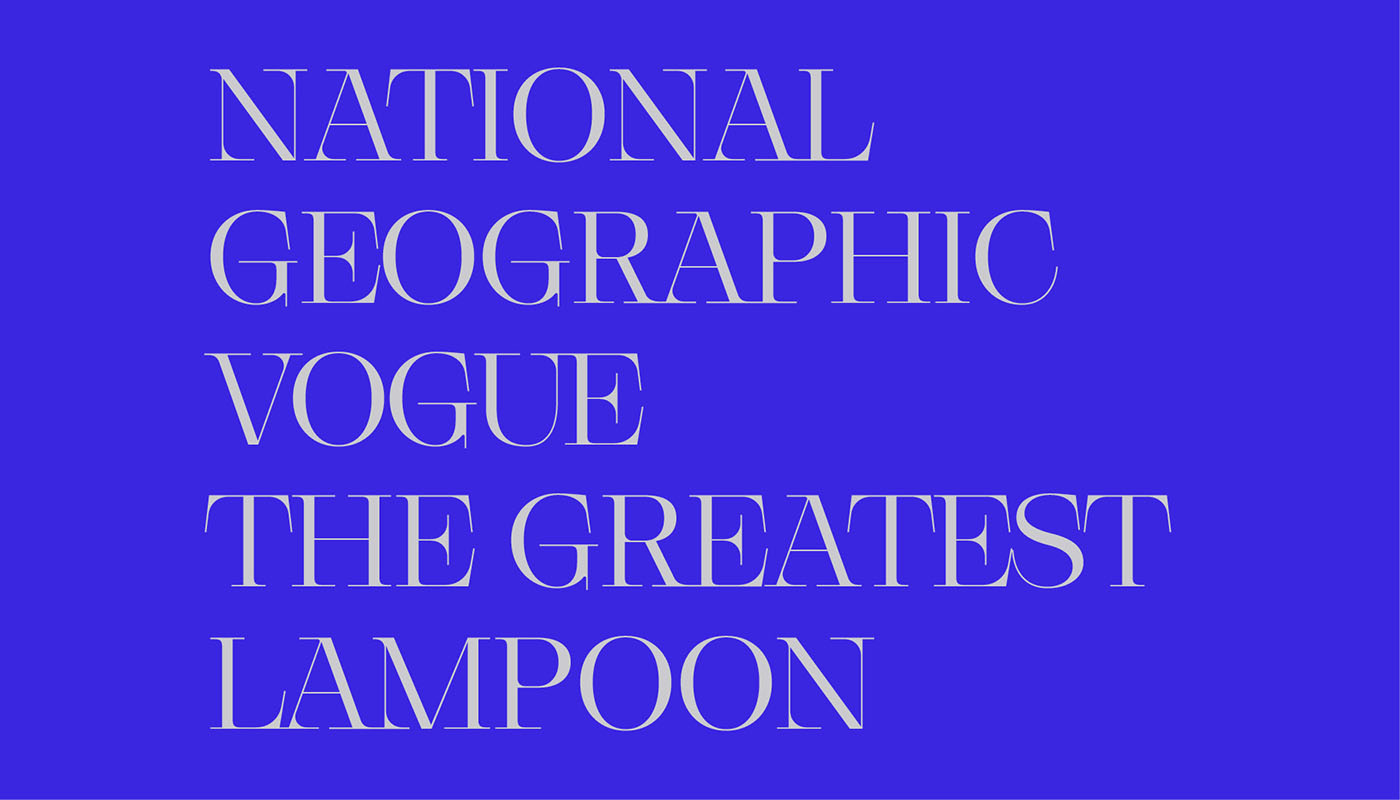 NATIONAL
GEOGRAPHIC
VOGUE
THE GREATEST
LAMPOON